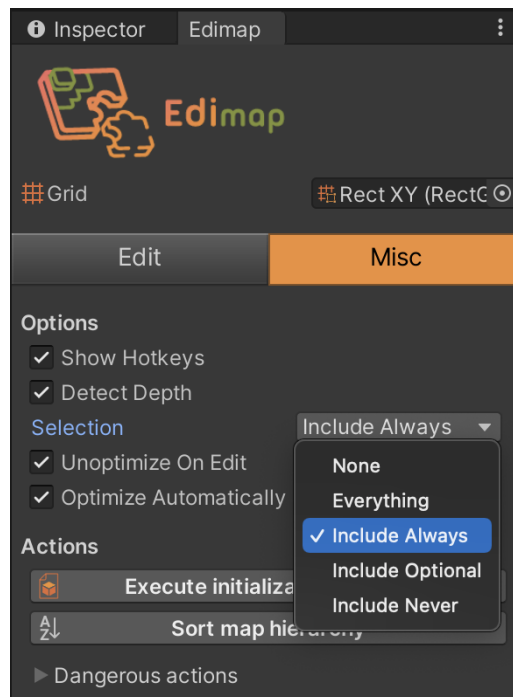 Inspector Edimap
Edimap
Grid Rect XY (RectG
Edit Misc
Options
Show Hotkeys
Detect Depth
Selection Include Always
Unoptimize On Edit
Optimize Automatically
None
Everything
Include Always
Include Optional
Include Never
Actions
Execute initializa
Sort map hierarchy
Dangerous actions